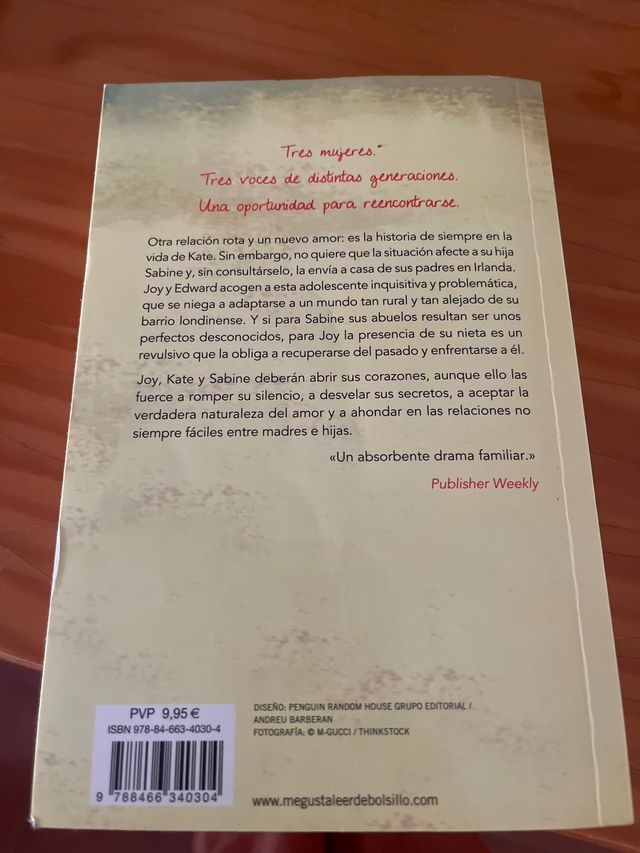 Tres mujeres.
Tres voces de distintas generaciones.
Una oportunidad para reencontrarse.
Otra relación rota y un nuevo amor: es la historia de siempre en la
vida de Kate. Sin embargo, no quiere que la situación afecte a su hija
Sabine y, sin consultárselo, la envía a casa de sus padres en Irlanda.
Joy y Edward acogen a esta adolescente inquisitiva y problemática,
que se niega a adaptarse a un mundo tan rural y tan alejado de su
barrio londinense. Y si para Sabine sus abuelos resultan ser unos
perfectos desconocidos, para Joy la presencia de su nieta es un
revulsivo que la obliga a recuperarse del pasado y enfrentarse a él.
Joy, Kate y Sabine deberán abrir sus corazones, aunque ello las
fuerce a romper su silencio, a desvelar sus secretos, a aceptar la
verdadera naturaleza del amor y a ahondar en las relaciones no
siempre fáciles entre madres e hijas.
«Un absorbente drama familiar.»
Publisher Weekly
PVP 9,95 €
ISBN 978-84-663-4030-4
9 788466 340304
DISEÑO: PENGUIN RANDOM HOUSE GRUPO EDITORIAL /
ANDREU BARBERAN
FOTOGRAFÍA: © M-GUCCI / THINKSTOCK
www.megustaleerdebolsillo.com